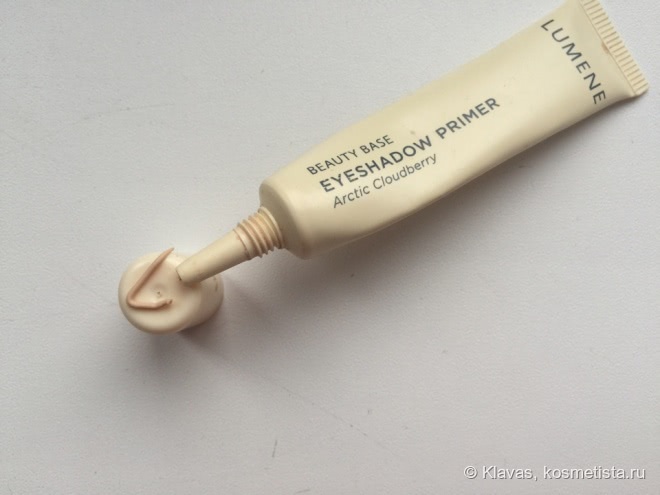 LUMENE
BEAUTY BASE
EYESHADOW PRIMER
Arctic Cloudberry
© Klavas, kosmetista.ru